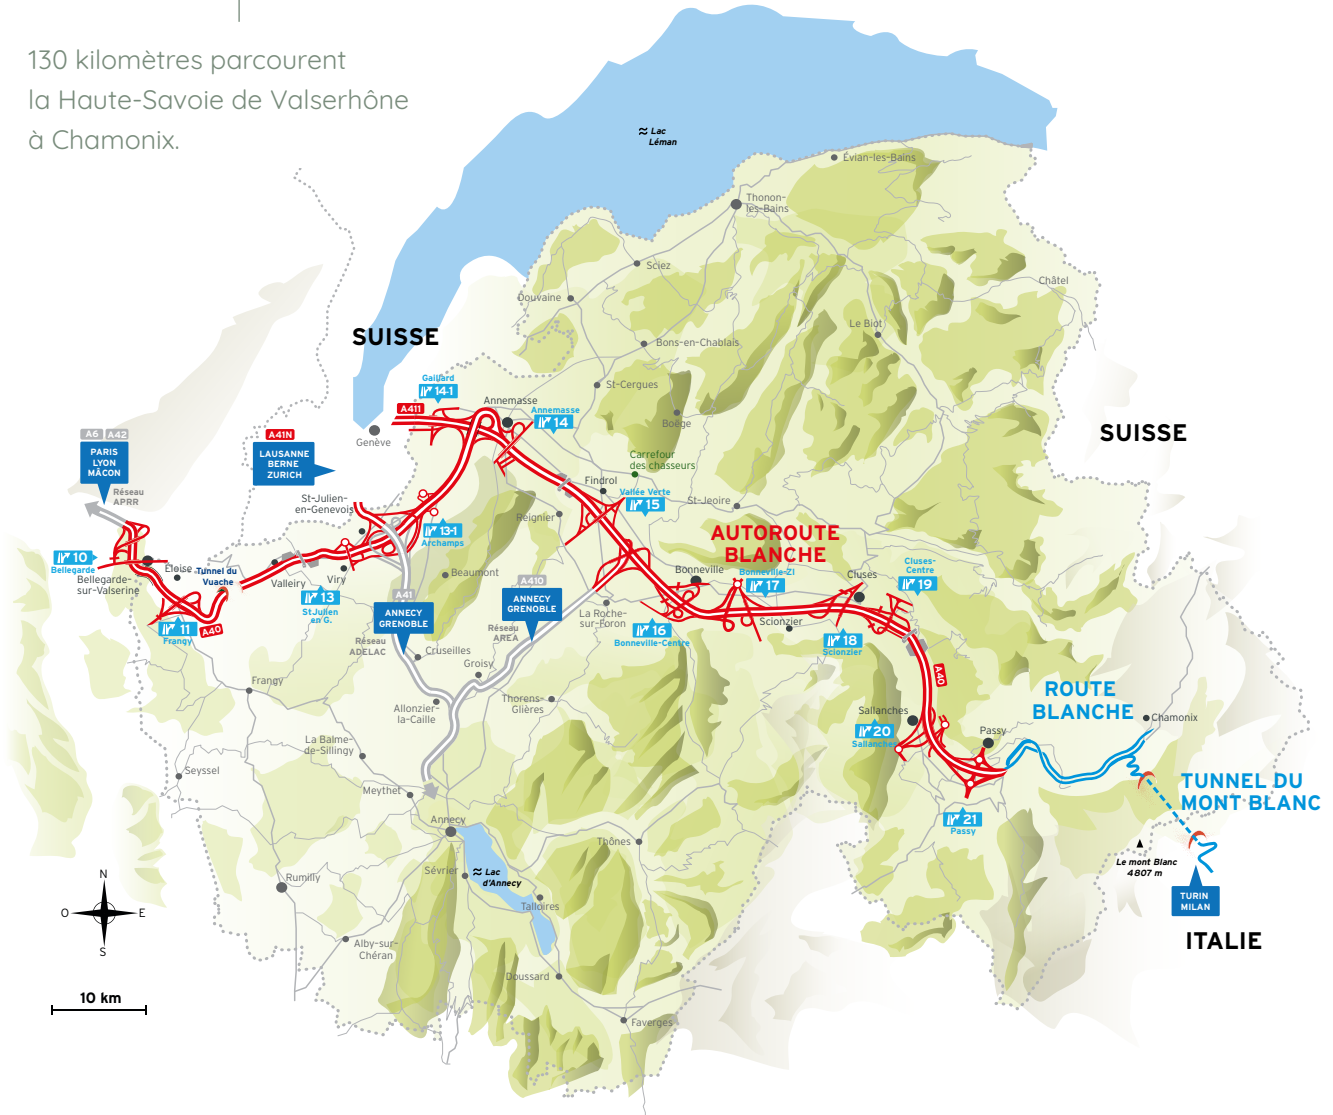 130 kilomètres parcourent
la Haute-Savoie de Valserhône
à Chamonix.
Lac
Léman
Évian-les-Bains
Thonon-
les-Bains
Sciez
Douvaine
Châtel
SUISSE
Le Biot
Bons-en-Chablais
Gaillard
14-1
St-Cergues
A411
Annemasse
Annemasse
14
Boëge
Genève
SUISSE
A6 A42
PARIS
LYON
MÂCON
A41N
LAUSANNE
BERNE
ZURICH
Carrefour
des chasseurs
Findrol
Réseau
APRR
St-Julien-
en-Genevois
Vallée Verte
15
St-Jeoire
Reignier
13-1
Archamps
AUTOROUTE
BLANCHE
10
Bellegarde
Bellegarde-
sur-Valserine
Éloise
Tunnel du
Vuache
Valleiry
Viry
13
St Julien
en G.
Beaumont
A410
ANNECY
GRENOBLE
Bonneville
Bonneville-ZI
17
Cluses
Cluses-
Centre
19
A41
ANNECY
GRENOBLE
La Roche-
sur-Foron
11
Frangy
A40
Réseau
ADELAC
Réseau
AREA
16
Bonneville-Centre
Scionzier
18
Scionzier
Cruseilles
Groisy
A40
Frangy
Allonzier-
la-Caille
Thorens-
Glières
ROUTE
BLANCHE
Sallanches
20
Sallanches
Passy
Chamonix
La Balme-
de-Sillingy
Seyssel
Meythet
TUNNEL DU
MONT BLANC
21
Passy
Annecy
Thônes
Le mont Blanc
4807 m
Sévrier
Lac
d'Annecy
Rumilly
N
O
E
S
Talloires
TURIN
MILAN
ITALIE
Alby-sur-
Chéran
Doussard
10 km
Faverges